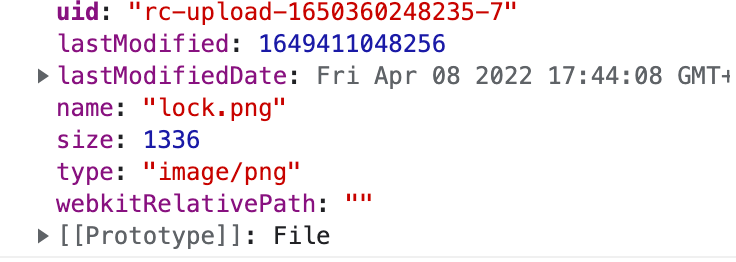 uid: "rc-upload-1650360248235-7"
lastModified: 1649411048256
lastModifiedDate: Fri Apr 08 2022 17:44:08 GMT+
name: "lock.png"
size: 1336
type: "image/png"
webkitRelativePath: ""
[[Prototype]]: File